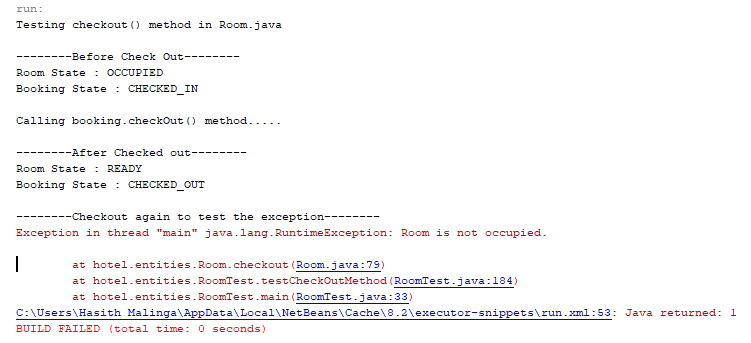 run:
Testing checkout() method in Room.java
--------Before Check Out--------
Room State : OCCUPIED
Booking State : CHECKED_IN
Calling booking.checkOut() method.....
--------After Checked out--------
Room State : READY
Booking State : CHECKED_OUT
--------Checkout again to test the exception--------
Exception in thread "main" java.lang.RuntimeException: Room is not occupied.
at hotel.entities.Room.checkout(Room.java:79)
at hotel.entities.RoomTest.testCheckOutMethod(RoomTest.java:184)
at hotel.entities.RoomTest.main(RoomTest.java:33)
C:\Users\Hasith Malinga\AppData\Local\NetBeans\Cache\8.2\executor-snippets\run.xml:53: Java returned: 1
BUILD FAILED (total time: 0 seconds)